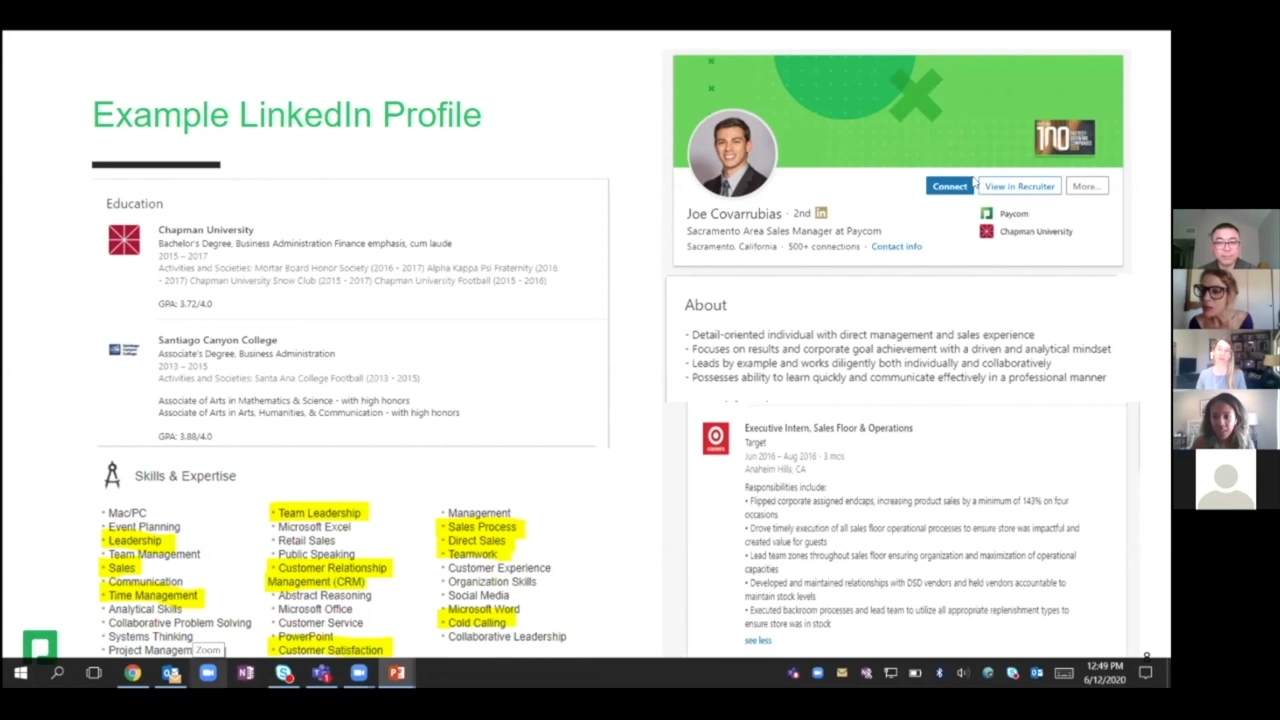 Example LinkedIn Profile
Education
Chapman University
Bachelor's Degree, Business Administration Finance emphasis, cum laude
2015 – 2017
Activities and Societies: Mortar Board Honor Society (2016 - 2017) Alpha Kappa Psi Fraternity (2016
- 2017) Chapman University Snow Club (2015 - 2017) Chapman University Football (2015 - 2016)
GPA: 3.72/4.0
Santiago Canyon College
Associate's Degree, Business Administration
2013 – 2015
Activities and Societies: Santa Ana College Football (2013 - 2015)
Associate of Arts in Mathematics & Science - with high honors
Associate of Arts in Arts, Humanities, & Communication - with high honors
GPA: 3.88/4.0
Skills & Expertise
Mac/PC
Event Planning
Leadership
Team Management
Sales
Communication
Time Management
Analytical Skills
Collaborative Problem Solving
Systems Thinking
Project Managem
Zoom
Team Leadership
Microsoft Excel
Retail Sales
Public Speaking
Customer Relationship
Management (CRM)
Abstract Reasoning
Microsoft Office
Customer Service
PowerPoint
Customer Satisfaction
Management
Sales Process
Direct Sales
Teamwork
Customer Experience
Organization Skills
Social Media
Microsoft Word
Cold Calling
Collaborative Leadership
100
Connect
View in Recruiter
More...
Joe Covarrubias · 2nd in
Sacramento Area Sales Manager at Paycom
Sacramento, California · 500+ connections · Contact info
Paycom
Chapman University
About
- Detail-oriented individual with direct management and sales experience
- Focuses on results and corporate goal achievement with a driven and analytical mindset
- Leads by example and works diligently both individually and collaboratively
- Possesses ability to learn quickly and communicate effectively in a professional manner
Executive Intern, Sales Floor & Operations
Target
Jun 2016 – Aug 2016 · 3 mos
Anaheim Hills, CA
Responsibilities include:
• Flipped corporate assigned endcaps, increasing product sales by a minimum of 143% on four
occasions
• Drove timely execution of all sales floor operational processes to ensure store was impactful and
created value for guests
• Lead team zones throughout sales floor ensuring organization and maximization of operational
capacities
• Developed and maintained relationships with DSD vendors and held vendors accountable to
maintain stock levels
• Executed backroom processes and lead team to utilize all appropriate replenishment types to
ensure store was in stock
see less
12:49 PM
6/12/2020